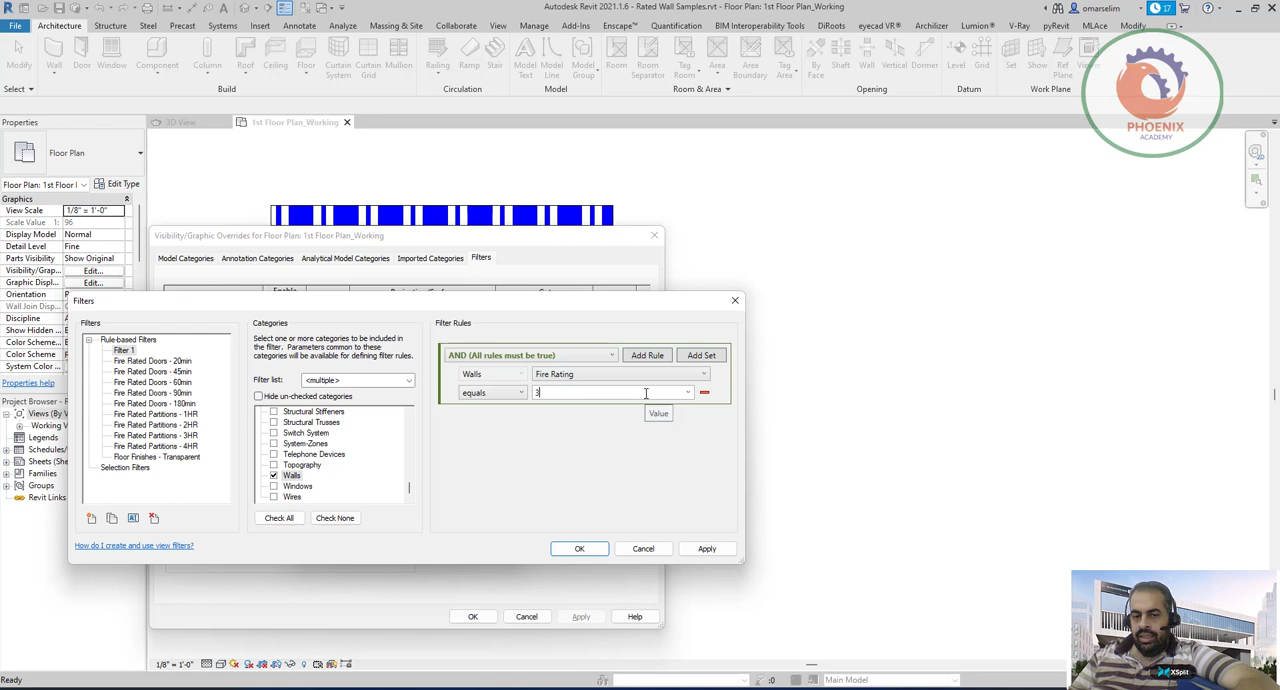 Autodesk Revit 2021.1.6 - Rated Wall Samples.rvt - Floor Plan: 1st Floor Plan_Working
omarselim
17
File Architecture Structure Steel Precast Systems Insert Annotate Analyze Massing & Site Collaborate View Manage Add-Ins Enscape™ Quantification BIM Interoperability Tools DiRoots eyecad VR® Archilizer Lumion® V-Ray pyRevit MLAce Modify
Modify Wall Door Window Component Column Roof Ceiling Floor Curtain System Curtain Grid Mullion Railing Ramp Stair Model Text Model Line Model Group Room Room Separator Tag Room Area Area Boundary Tag Area By Face Shaft Wall Vertical Dormer Level Grid Set Show Ref Plane
Select Build Circulation Model Room & Area Opening Datum Work Plane
PHOENIX
ACADEMY
Properties
3D View
1st Floor Plan_Working
Floor Plan
Floor Plan: 1st Floor I
Edit Type
Graphics
View Scale 1/8" = 1'-0"
Scale Value 1: 96
Display Model Normal
Detail Level Fine
Parts Visibility Show Original
Visibility/Grap... Edit...
Graphic Displ... Edit...
Orientation
Wall Join Disp...
Discipline
Show Hidden
Color Scheme
Color Scheme
System Color
Properties help
Project Browser
Views (By
Working
Legends
Schedules/
Sheets (She
Families
Groups
Revit Links
Visibility/Graphic Overrides for Floor Plan: 1st Floor Plan_Working
Model Categories Annotation Categories Analytical Model Categories Imported Categories Filters
Filters
Filters
Rule-based Filters
Filter 1
Fire Rated Doors - 20min
Fire Rated Doors - 45min
Fire Rated Doors - 60min
Fire Rated Doors - 90min
Fire Rated Doors - 180min
Fire Rated Partitions - 1HR
Fire Rated Partitions - 2HR
Fire Rated Partitions - 3HR
Fire Rated Partitions - 4HR
Floor Finishes - Transparent
Selection Filters
Categories
Select one or more categories to be included in the filter. Parameters common to these categories will be available for defining filter rules.
Filter list: <multiple>
Hide un-checked categories
Structural Stiffeners
Structural Trusses
Switch System
System-Zones
Telephone Devices
Topography
Walls
Windows
Wires
Check All Check None
Filter Rules
AND (All rules must be true) Add Rule Add Set
Walls Fire Rating
equals 3
Value
How do I create and use view filters?
OK Cancel Apply
OK Cancel Apply Help
1/8" = 1'-0"
Ready
:0
Main Model
XSplit